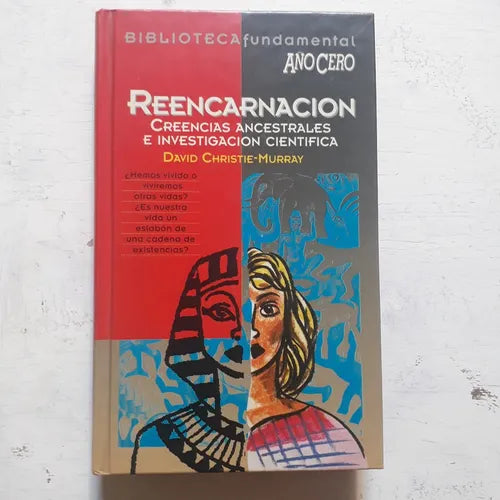 BIBLIOTECAfundamental
AÑO CERO
REENCARNACION
CREENCIAS ANCESTRALES
E INVESTIGACION CIENTIFICA
DAVID CHRISTIE-MURRAY
¿Hemos vivido o
viviremos
otras vidas?
¿Es nuestra
vida un
eslabón de
una cadena de
existencias?